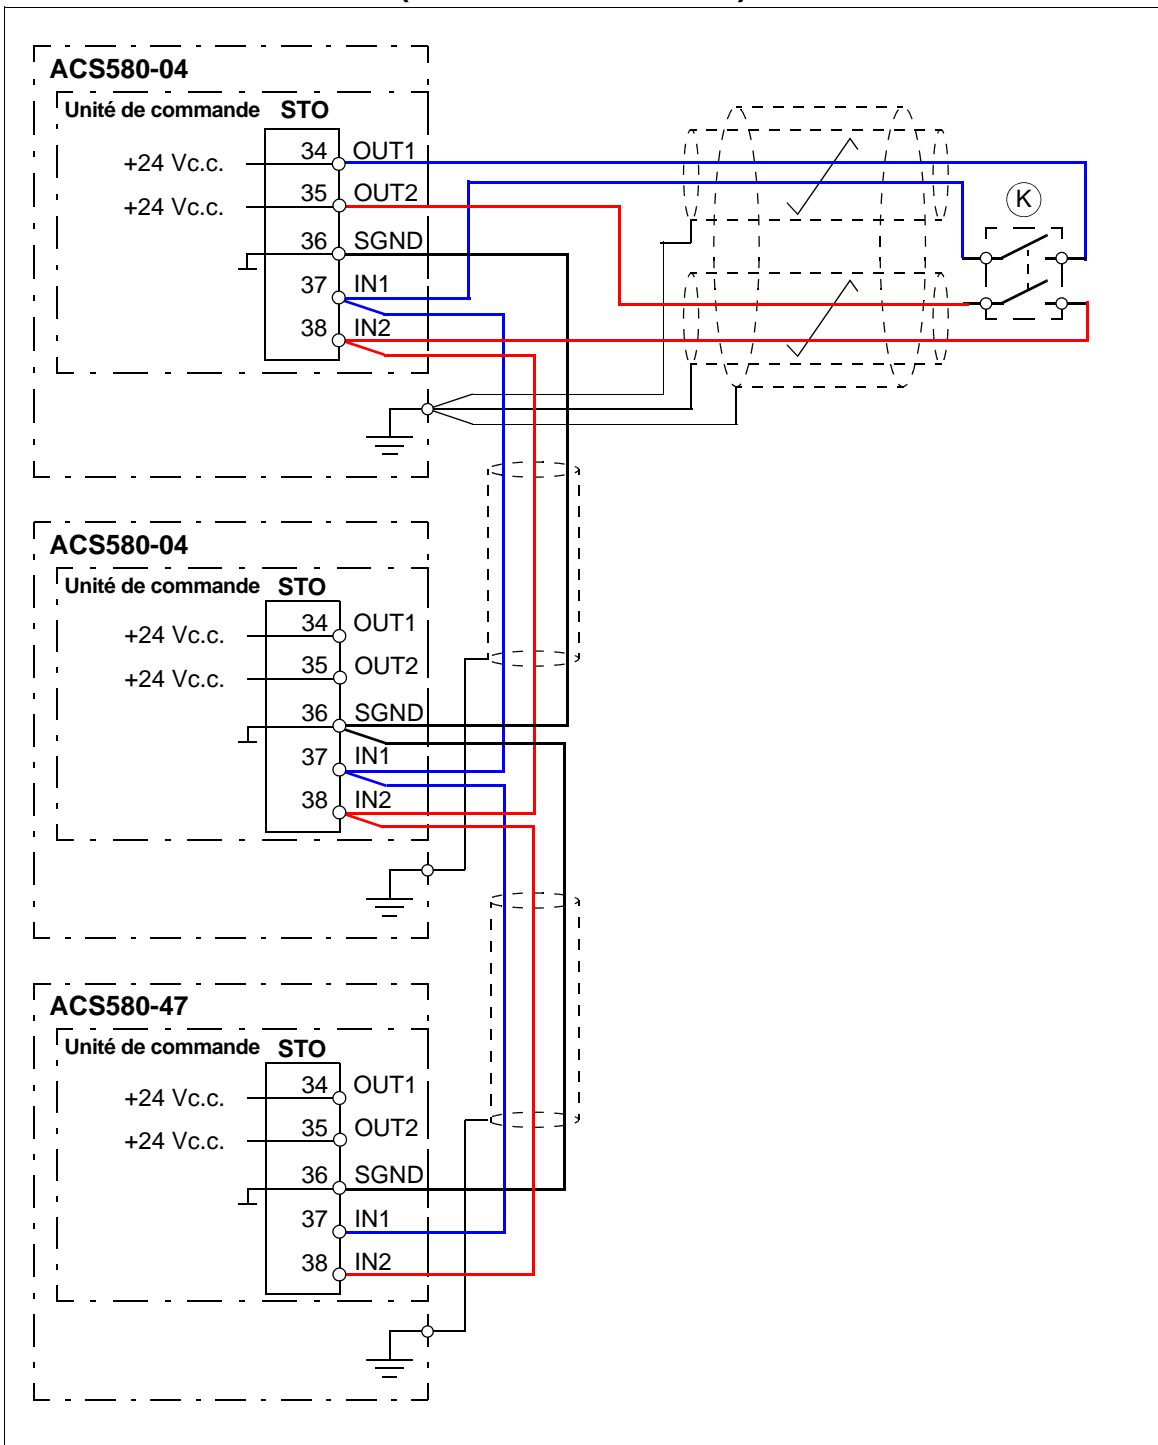 ACS580-04
Unité de commande STO
+24 Vc.c. 34 OUT1
+24 Vc.c. 35 OUT2
36 SGND
37 IN1
38 IN2
K
ACS580-04
Unité de commande STO
+24 Vc.c. 34 OUT1
+24 Vc.c. 35 OUT2
36 SGND
37 IN1
38 IN2
ACS580-47
Unité de commande STO
+24 Vc.c. 34 OUT1
+24 Vc.c. 35 OUT2
36 SGND
37 IN1
38 IN2